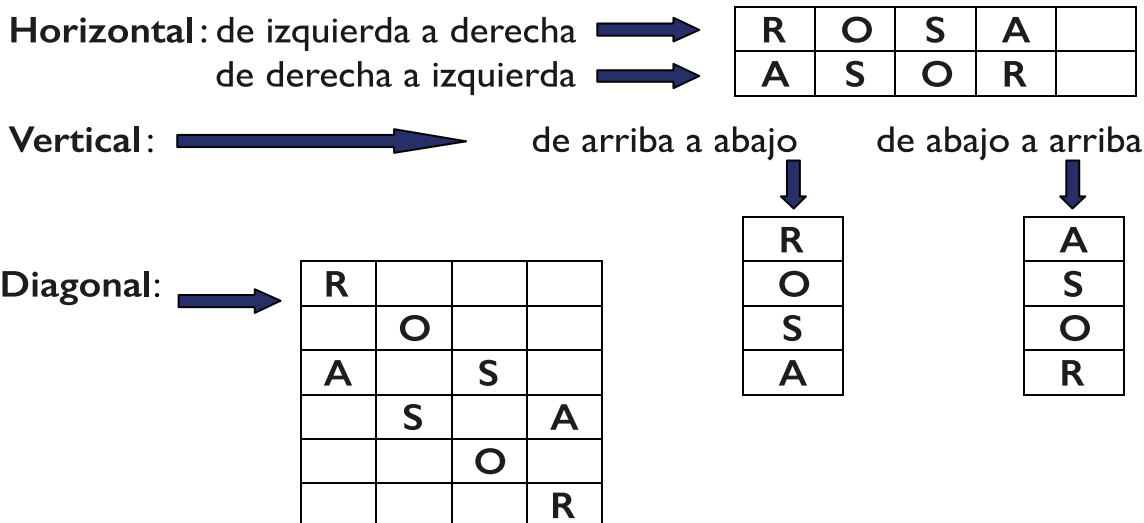 Horizontal: de izquierda a derecha R O S A
de derecha a izquierda A S O R
Vertical: de arriba a abajo de abajo a arriba
R A
O S
S O
A R
Diagonal:
R
O
A S
S A
O
R